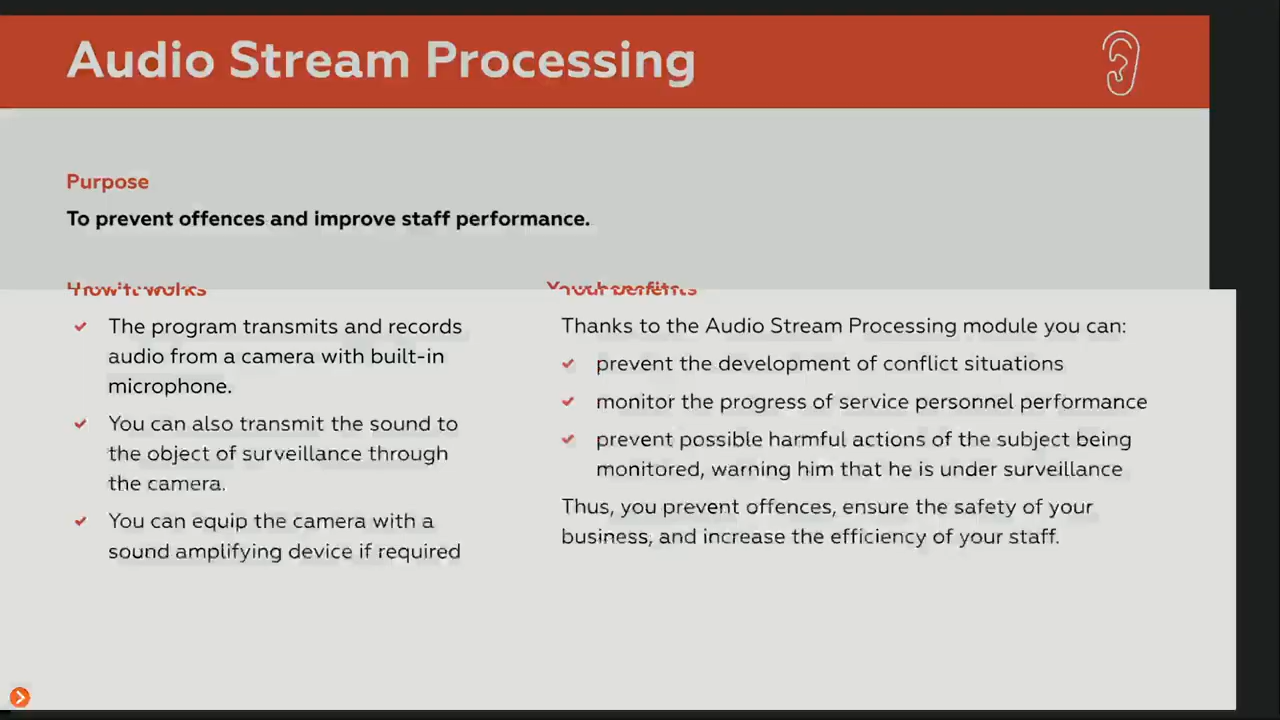 Audio Stream Processing
Purpose
To prevent offences and improve staff performance.
How it works
The program transmits and records
audio from a camera with built-in
microphone.
You can also transmit the sound to
the object of surveillance through
the camera.
You can equip the camera with a
sound amplifying device if required
Your benefits
Thanks to the Audio Stream Processing module you can:
prevent the development of conflict situations
monitor the progress of service personnel performance
prevent possible harmful actions of the subject being
monitored, warning him that he is under surveillance
Thus, you prevent offences, ensure the safety of your
business, and increase the efficiency of your staff.